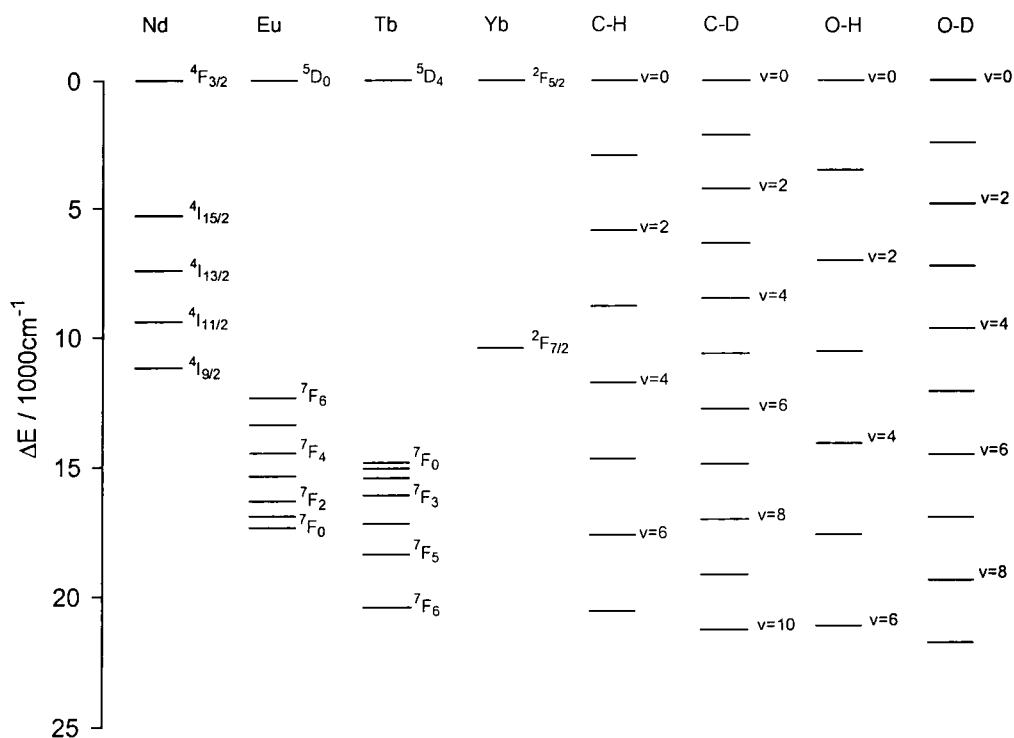 Nd Eu Tb Yb C-H C-D O-H O-D
0 ⁴F₃/₂ ⁵D₀ ⁵D₄ ²F₅/₂ v=0 v=0 v=0 v=0
v=2 v=2
5 ⁴I₁₅/₂ v=2
v=2
⁴I₁₃/₂
v=4
⁴I₁₁/₂ v=4
10 ²F₇/₂
⁴I₉/₂ v=4
⁷F₆ v=6
⁷F₄ v=4 v=6
15 ⁷F₀
⁷F₂ ⁷F₃
⁷F₀ v=6 v=8
⁷F₅
v=8
20 ⁷F₆
v=10 v=6
25
ΔE / 1000cm⁻¹